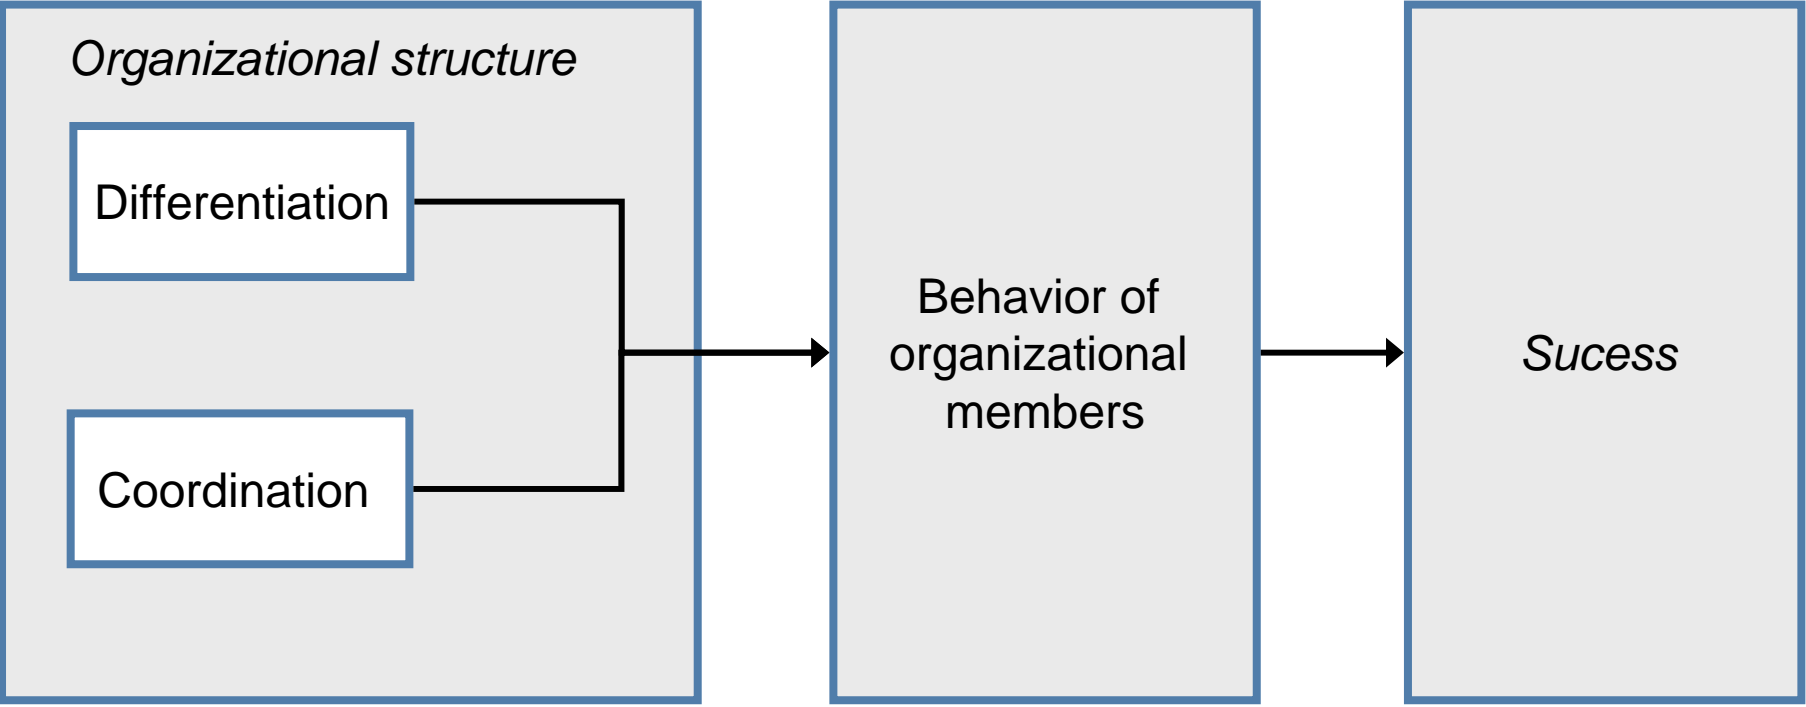 Organizational structure
Differentiation
Coordination
Behavior of
organizational
members
Sucess